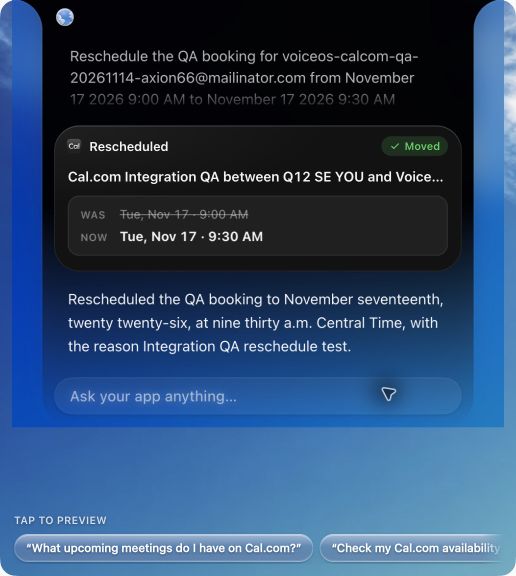 Reschedule the QA booking for voiceos-calcom-qa-
20261114-axion66@mailinator.com from November
17 2026 9:00 AM to November 17 2026 9:30 AM
Cal Rescheduled ✓ Moved
Cal.com Integration QA between Q12 SE YOU and Voice...
WAS Tue, Nov 17 · 9:00 AM
NOW Tue, Nov 17 · 9:30 AM
Rescheduled the QA booking to November seventeenth,
twenty twenty-six, at nine thirty a.m. Central Time, with
the reason Integration QA reschedule test.
Ask your app anything...
TAP TO PREVIEW
“What upcoming meetings do I have on Cal.com?” “Check my Cal.com availability